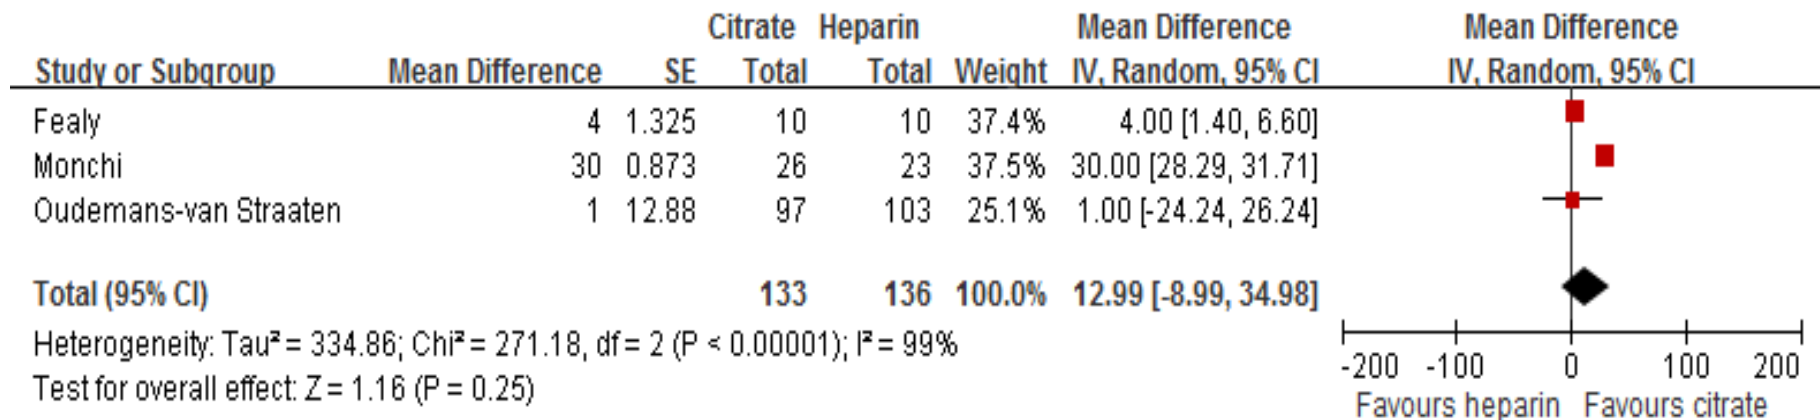 Citrate Heparin Mean Difference Mean Difference
Study or Subgroup Mean Difference SE Total Total Weight IV, Random, 95% CI IV, Random, 95% CI
Fealy 4 1.325 10 10 37.4% 4.00 [1.40, 6.60]
Monchi 30 0.873 26 23 37.5% 30.00 [28.29, 31.71]
Oudemans-van Straaten 1 12.88 97 103 25.1% 1.00 [-24.24, 26.24]
Total (95% CI) 133 136 100.0% 12.99 [-8.99, 34.98]
Heterogeneity: Tau² = 334.86; Chi² = 271.18, df = 2 (P < 0.00001); I² = 99%
Test for overall effect: Z = 1.16 (P = 0.25)
-200 -100 0 100 200
Favours heparin Favours citrate